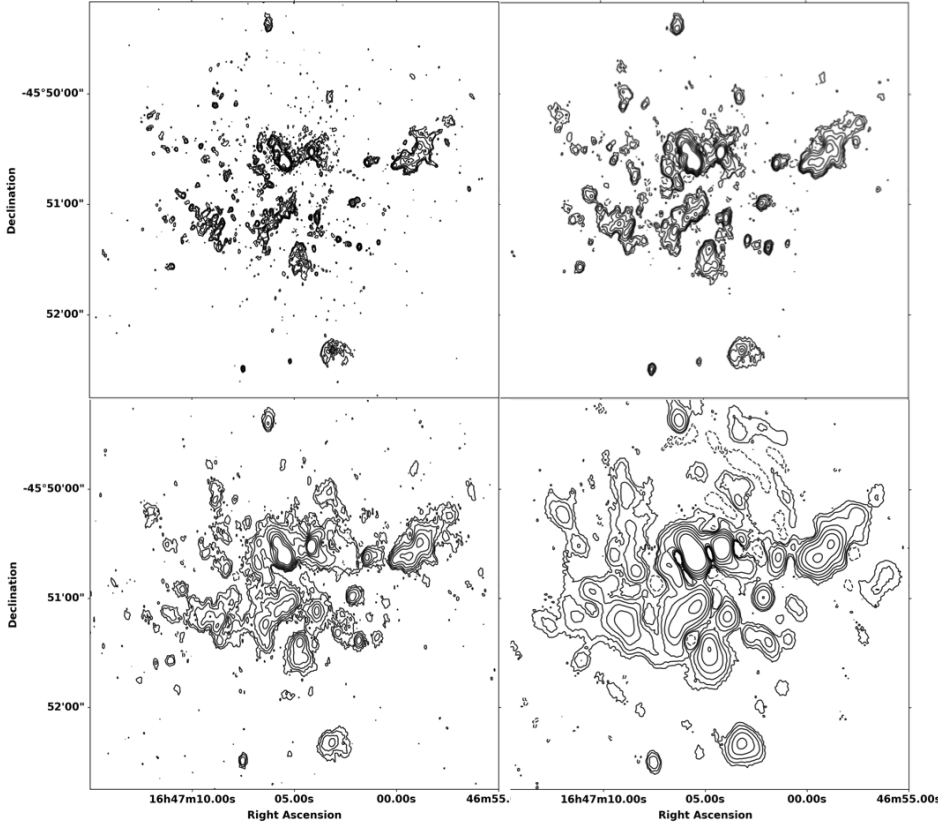 -45°50'00"
Declination
51'00"
52'00"
-45°50'00"
Declination
51'00"
52'00"
16h47m10.00s 05.00s 00.00s 46m55. 16h47m10.00s 05.00s 00.00s 46m55.00s
Right Ascension Right Ascension